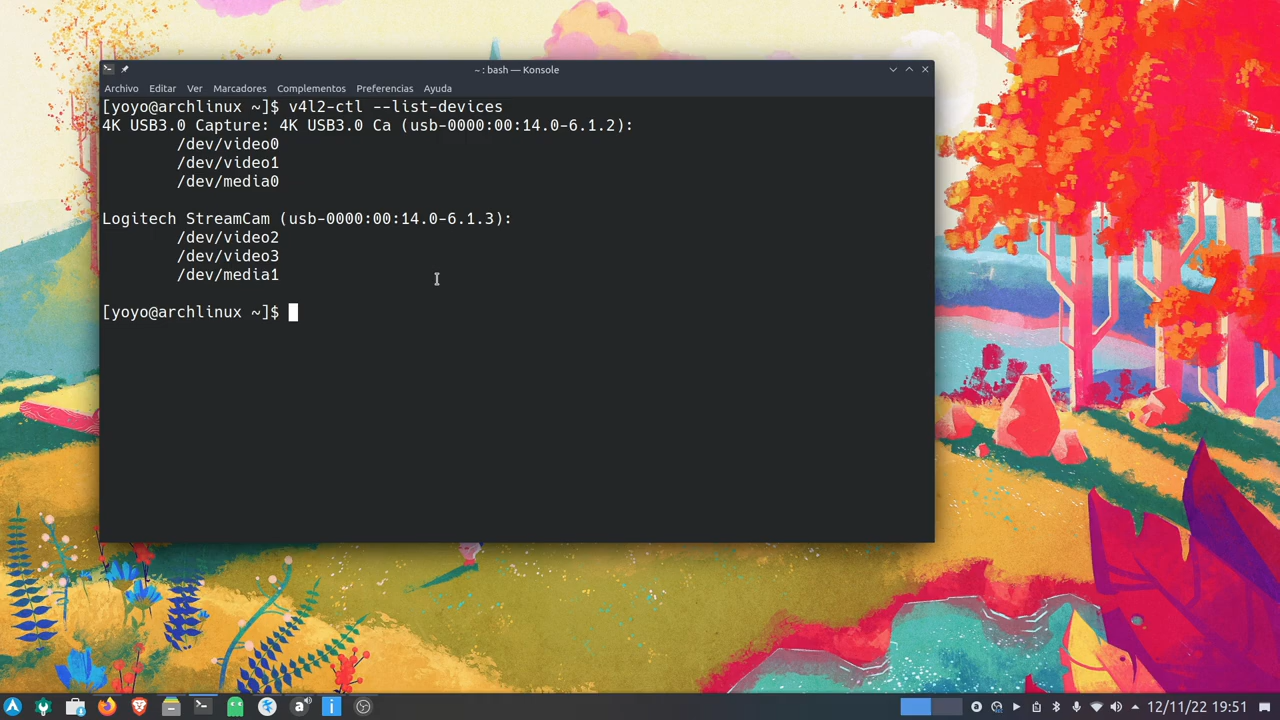 ~ : bash — Konsole
Archivo Editar Ver Marcadores Complementos Preferencias Ayuda
[yoyo@archlinux ~]$ v4l2-ctl --list-devices
4K USB3.0 Capture: 4K USB3.0 Ca (usb-0000:00:14.0-6.1.2):
/dev/video0
/dev/video1
/dev/media0
Logitech StreamCam (usb-0000:00:14.0-6.1.3):
/dev/video2
/dev/video3
/dev/media1
[yoyo@archlinux ~]$
12/11/22 19:51